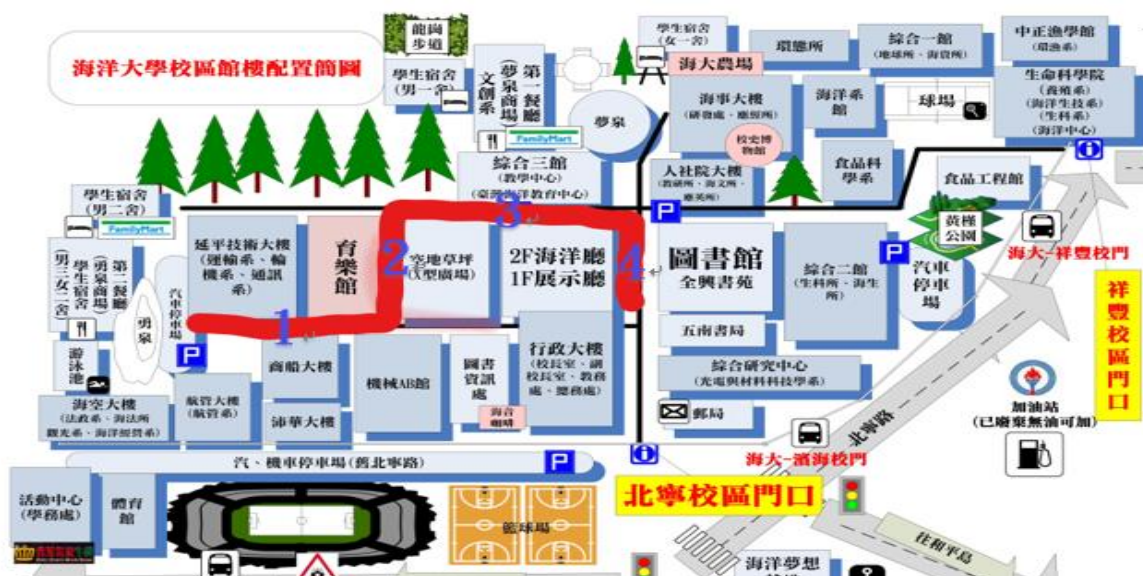 海洋大學校區館樓配置簡圖
龍崗
步道
學生宿舍
(男一舍)
第一餐廳
(夢泉商場)
文創系
FamilyMart
夢泉
綜合三館
(教學中心)
(臺灣海洋教育中心)
學生宿舍
(女一舍)
海大農場
環態所
綜合一館
(地球所、海資所)
中正漁學館
(環漁系)
海事大樓
(研發處、應經所)
校史博
物館
海洋系
館
球場
生命科學院
(養殖系)
(海洋生技系)
(生科系)
(海洋中心)
人社院大樓
(教研所、海文所、
應英所)
食品科
學系
食品工程館
學生宿舍
(男二舍)
FamilyMart
第二餐廳
(勇泉商場)
學生宿舍
(男三女二舍)
汽車停車場
勇泉
游泳
池
P
延平技術大樓
(運輸系、輪
機系、通訊
系)
育樂館
空地草坪
(X型廣場)
2F海洋廳
1F展示廳
1
2
3
4
P
圖書館
全興書苑
綜合二館
(生科所、海生
所)
P
汽車
停車
場
黃槿
公園
海大-祥豐校門
祥豐校區門口
五南書局
綜合研究中心
(光電與材料科技學系)
郵局
商船大樓
沛華大樓
機械AB館
圖書
資訊
處
海音
咖啡
行政大樓
(校長室、副
校長室、教務
處、總務處)
航管大樓
(航管系)
海空大樓
(法政系、海法所
觀光系、海洋經營系)
汽、機車停車場(舊北寧路)
P
北寧校區門口
海大-濱海校門
北寧路
加油站
(已廢棄無油可加)
活動中心
(學務處)
體育
館
籃球場
往和平島
海洋夢想